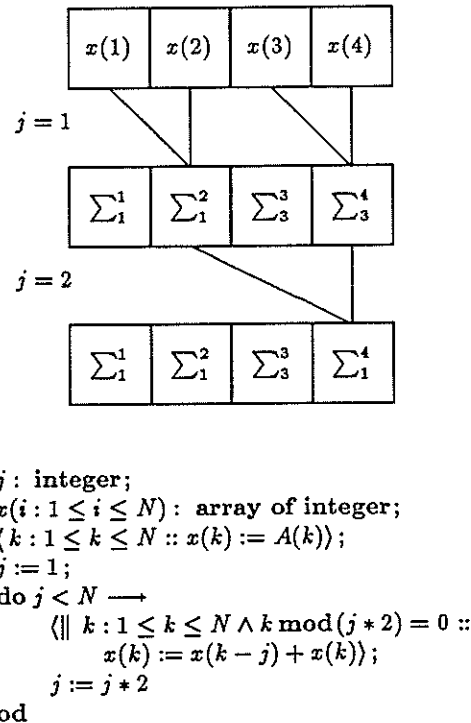 x(1) x(2) x(3) x(4)
j = 1
∑₁¹ ∑₁² ∑₃³ ∑₃⁴
j = 2
∑₁¹ ∑₁² ∑₃³ ∑₁⁴
j : integer;
x(i : 1 ≤ i ≤ N) : array of integer;
⟨ k : 1 ≤ k ≤ N :: x(k) := A(k)⟩;
j := 1;
do j < N ⟶
⟨‖ k : 1 ≤ k ≤ N ∧ k mod (j * 2) = 0 ::
x(k) := x(k − j) + x(k)⟩;
j := j * 2
od